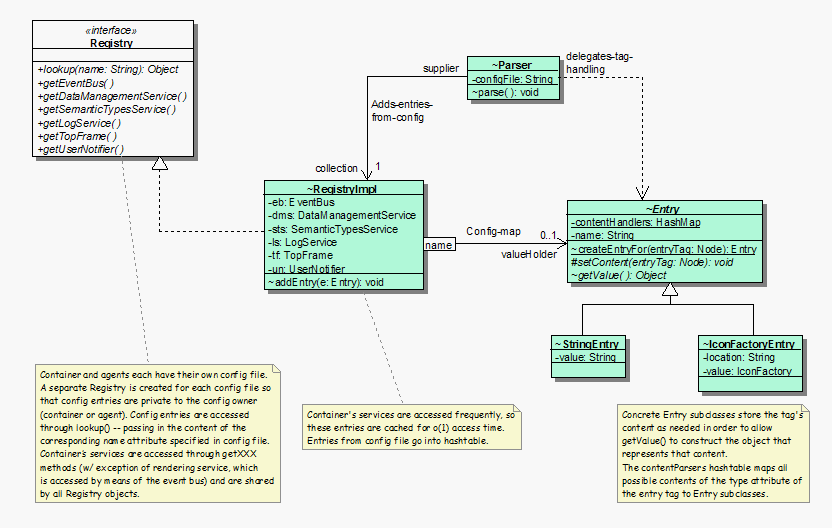 «interface»
Registry
+lookup(name: String): Object
+getEventBus( )
+getDataManagementService( )
+getSemanticTypesService( )
+getLogService( )
+getTopFrame( )
+getUserNotifier( )
supplier
~Parser
-configFile: String
~parse( ): void
delegates-tag-
handling
Adds-entries-
from-config
collection
1
~RegistryImpl
-eb: EventBus
-dms: DataManagementService
-sts: SemanticTypesService
-ls: LogService
-tf: TopFrame
-un: UserNotifier
~addEntry(e: Entry): void
name
Config-map
0..1
valueHolder
~Entry
-contentHandlers: HashMap
-name: String
~createEntryFor(entryTag: Node): Entry
#setContent(entryTag: Node): void
~getValue( ): Object
~StringEntry
-value: String
~IconFactoryEntry
-location: String
-value: IconFactory
Container and agents each have their own config file.
A separate Registry is created for each config file so
that config entries are private to the config owner
(container or agent). Config entries are accessed
through lookup() -- passing in the content of the
corresponding name attribute specified in config file.
Container's services are accessed through getXXX
methods (w/ exception of rendering service, which
is accessed by means of the event bus) and are shared
by all Registry objects.
Container's services are accessed frequently, so
these entries are cached for o(1) access time.
Entries from config file go into hashtable.
Concrete Entry subclasses store the tag's
content as needed in order to allow
getValue() to construct the object that
represents that content.
The contentParsers hashtable maps all
possible contents of the type attribute of
the entry tag to Entry subclasses.